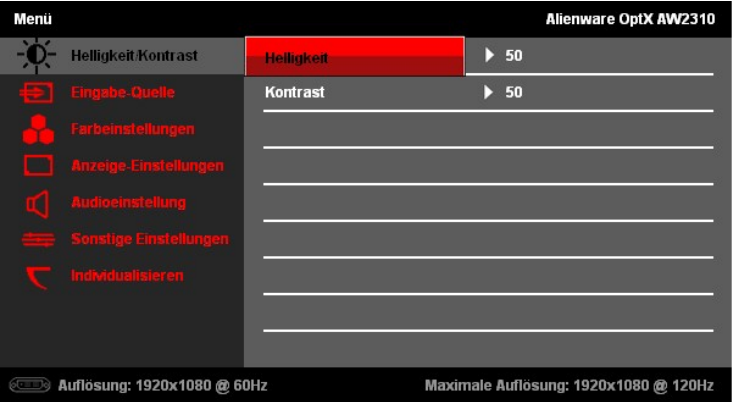 Menü Alienware OptX AW2310
Helligkeit/Kontrast Helligkeit 50
Eingabe-Quelle Kontrast 50
Farbeinstellungen
Anzeige-Einstellungen
Audioeinstellung
Sonstige Einstellungen
Individualisieren
Auflösung: 1920x1080 @ 60Hz Maximale Auflösung: 1920x1080 @ 120Hz